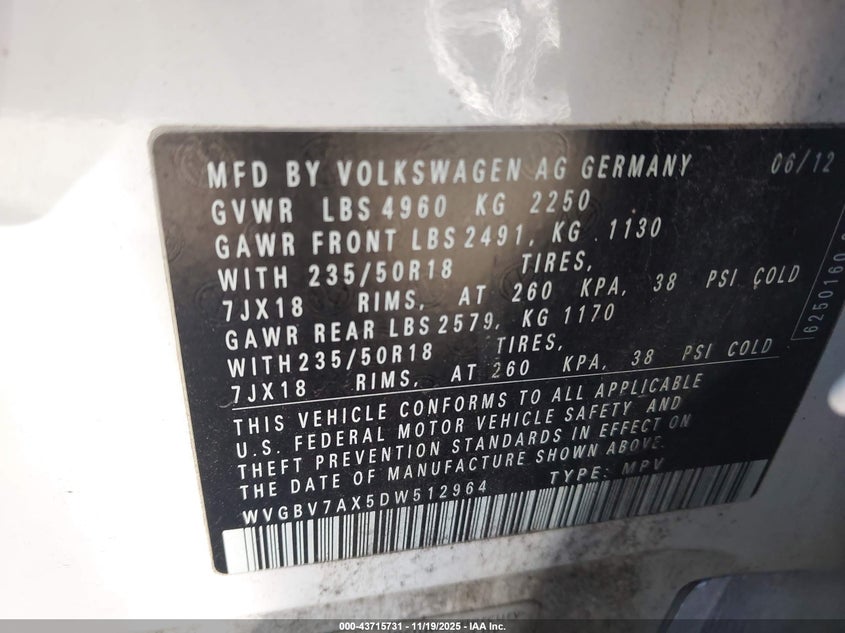 MFD BY VOLKSWAGEN AG GERMANY 06/12
GVWR LBS 4960 KG 2250
GAWR FRONT LBS 2491, KG 1130
WITH 235/50R18 TIRES,
7JX18 RIMS, AT 260 KPA, 38 PSI COLD
GAWR REAR LBS 2579, KG 1170
WITH 235/50R18 TIRES,
7JX18 RIMS, AT 260 KPA, 38 PSI COLD
THIS VEHICLE CONFORMS TO ALL APPLICABLE
U.S. FEDERAL MOTOR VEHICLE SAFETY AND
THEFT PREVENTION STANDARDS IN EFFECT ON
THE DATE OF MANUFACTURE SHOWN ABOVE.
WVGBV7AX5DW512964 TYPE: MPV
6250160
000-43715731 | 11/19/2025 | IAA Inc.